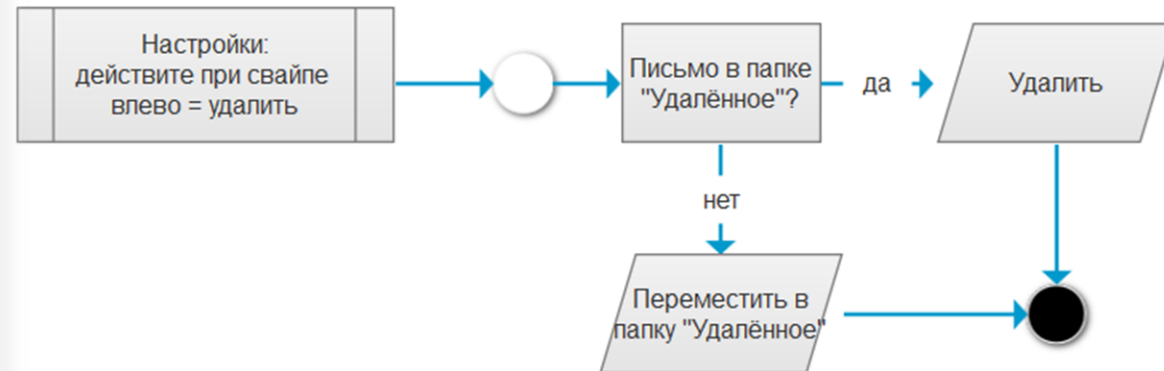 Настройки:
действите при свайпе
влево = удалить
Письмо в папке
"Удалённое"?
да
Удалить
нет
Переместить в
папку "Удалённое"